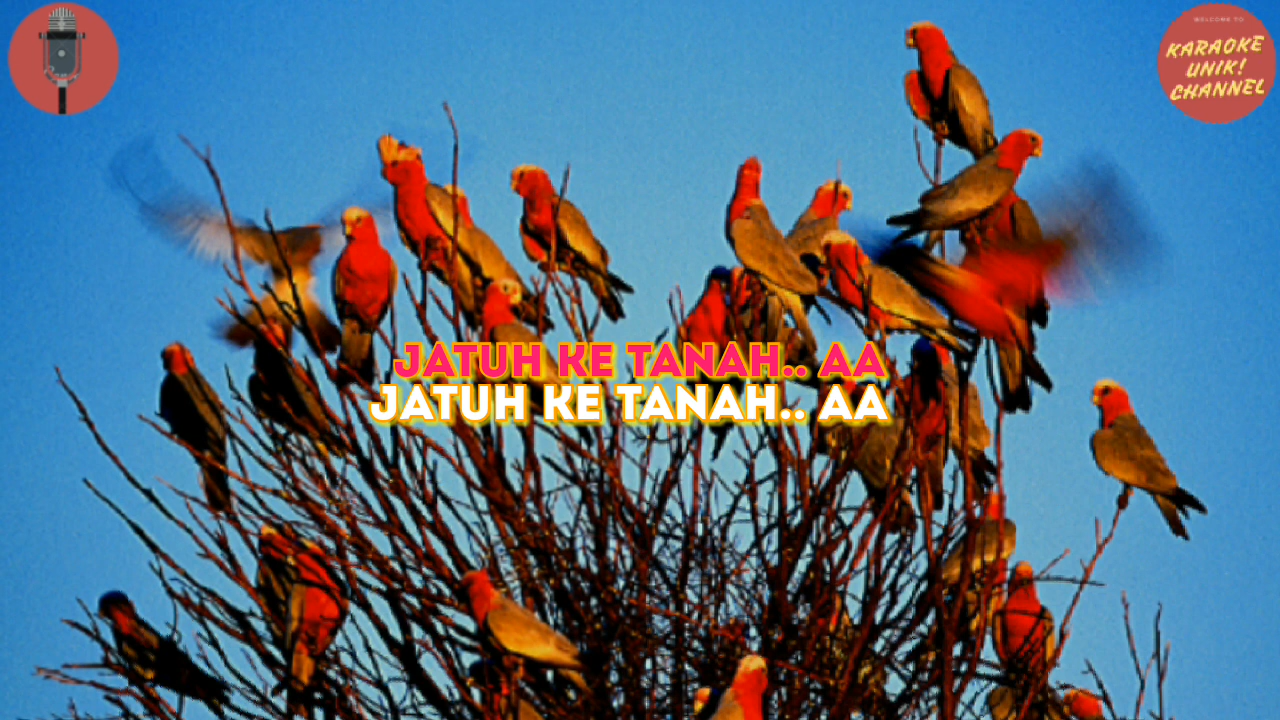 WELCOME TO
KARAOKE
UNIK!
CHANNEL
JATUH KE TANAH.. AA
JATUH KE TANAH.. AA